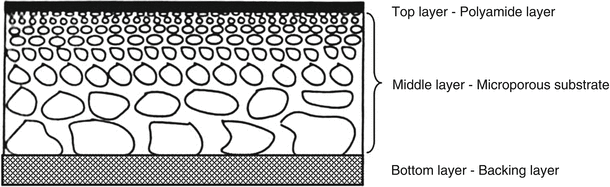 Top layer - Polyamide layer
Middle layer - Microporous substrate
Bottom layer - Backing layer